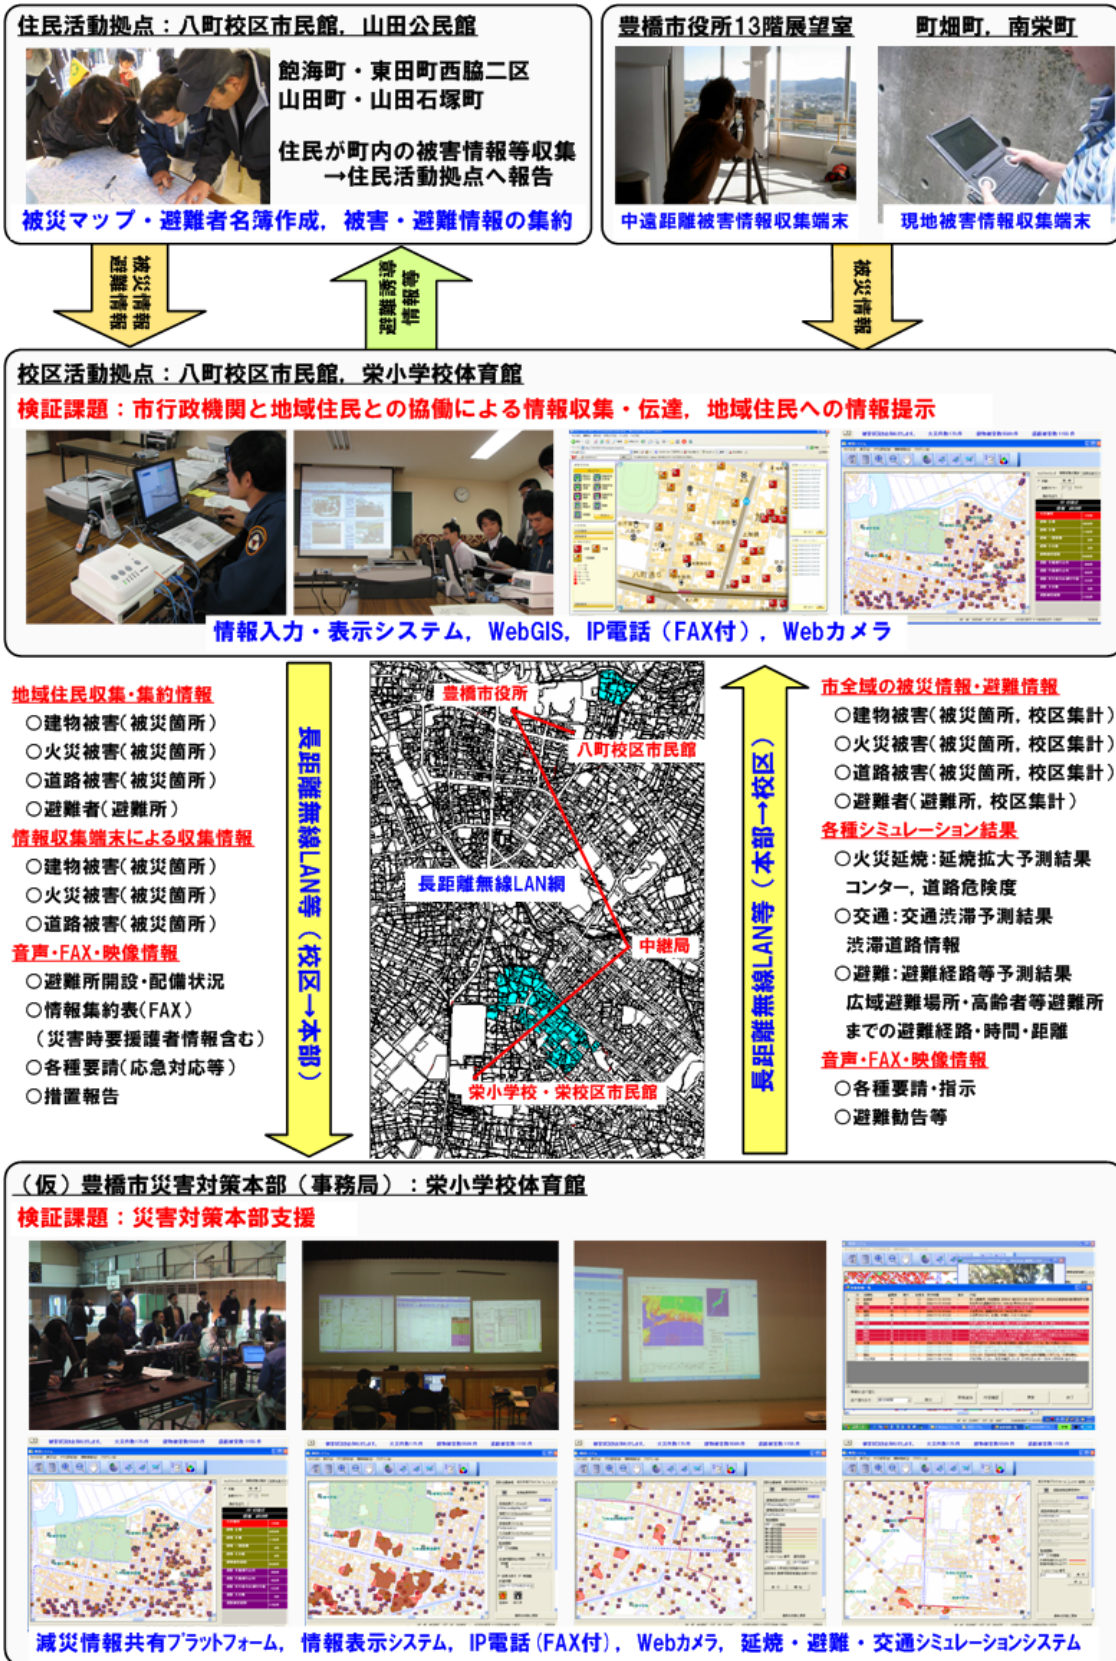 住民活動拠点：八町校区市民館，山田公民館
飽海町・東田町西脇二区
山田町・山田石塚町
住民が町内の被害情報等収集
→住民活動拠点へ報告
被災マップ・避難者名簿作成，被害・避難情報の集約
豊橋市役所13階展望室
町畑町，南栄町
中遠距離被害情報収集端末
現地被害情報収集端末
被災情報
避難情報
避難誘導
情報等
被災情報
校区活動拠点：八町校区市民館，栄小学校体育館
検証課題：市行政機関と地域住民との協働による情報収集・伝達，地域住民への情報提示
情報入力・表示システム，WebGIS，IP電話（FAX付），Webカメラ
地域住民収集・集約情報
○建物被害（被災箇所）
○火災被害（被災箇所）
○道路被害（被災箇所）
○避難者（避難所）
情報収集端末による収集情報
○建物被害（被災箇所）
○火災被害（被災箇所）
○道路被害（被災箇所）
音声・FAX・映像情報
○避難所開設・配備状況
○情報集約表（FAX）
（災害時要援護者情報含む）
○各種要請（応急対応等）
○措置報告
長距離無線LAN等（校区→本部）
豊橋市役所
八町校区市民館
長距離無線LAN網
中継局
栄小学校・栄校区市民館
長距離無線LAN等（本部→校区）
市全域の被災情報・避難情報
○建物被害（被災箇所，校区集計）
○火災被害（被災箇所，校区集計）
○道路被害（被災箇所，校区集計）
○避難者（避難所，校区集計）
各種シミュレーション結果
○火災延焼：延焼拡大予測結果
コンター，道路危険度
○交通：交通渋滞予測結果
渋滞道路情報
○避難：避難経路等予測結果
広域避難場所・高齢者等避難所
までの避難経路・時間・距離
音声・FAX・映像情報
○各種要請・指示
○避難勧告等
（仮）豊橋市災害対策本部（事務局）：栄小学校体育館
検証課題：災害対策本部支援
減災情報共有プラットフォーム，情報表示システム，IP電話（FAX付），Webカメラ，延焼・避難・交通シミュレーションシステム